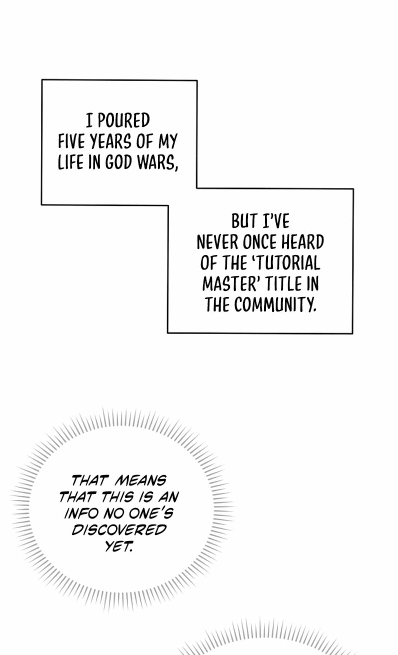 I POURED
FIVE YEARS OF MY
LIFE IN GOD WARS,
BUT I'VE
NEVER ONCE HEARD
OF THE 'TUTORIAL
MASTER' TITLE IN
THE COMMUNITY.
THAT MEANS
THAT THIS IS AN
INFO NO ONE'S
DISCOVERED
YET.